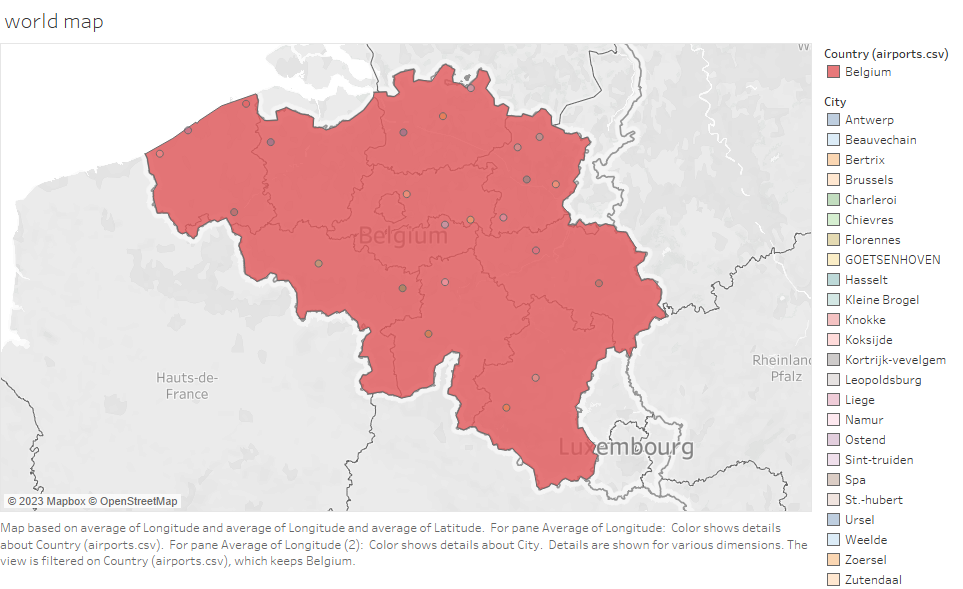 world map
W
Belgium
Hauts-de-
France
Rheinland
Pfalz
Luxembourg
© 2023 Mapbox © OpenStreetMap
Map based on average of Longitude and average of Longitude and average of Latitude.  For pane Average of Longitude:  Color shows details
about Country (airports.csv).  For pane Average of Longitude (2):  Color shows details about City.  Details are shown for various dimensions. The
view is filtered on Country (airports.csv), which keeps Belgium.
Country (airports.csv)
Belgium
City
Antwerp
Beauvechain
Bertrix
Brussels
Charleroi
Chievres
Florennes
GOETSENHOVEN
Hasselt
Kleine Brogel
Knokke
Koksijde
Kortrijk-vevelgem
Leopoldsburg
Liege
Namur
Ostend
Sint-truiden
Spa
St.-hubert
Ursel
Weelde
Zoersel
Zutendaal